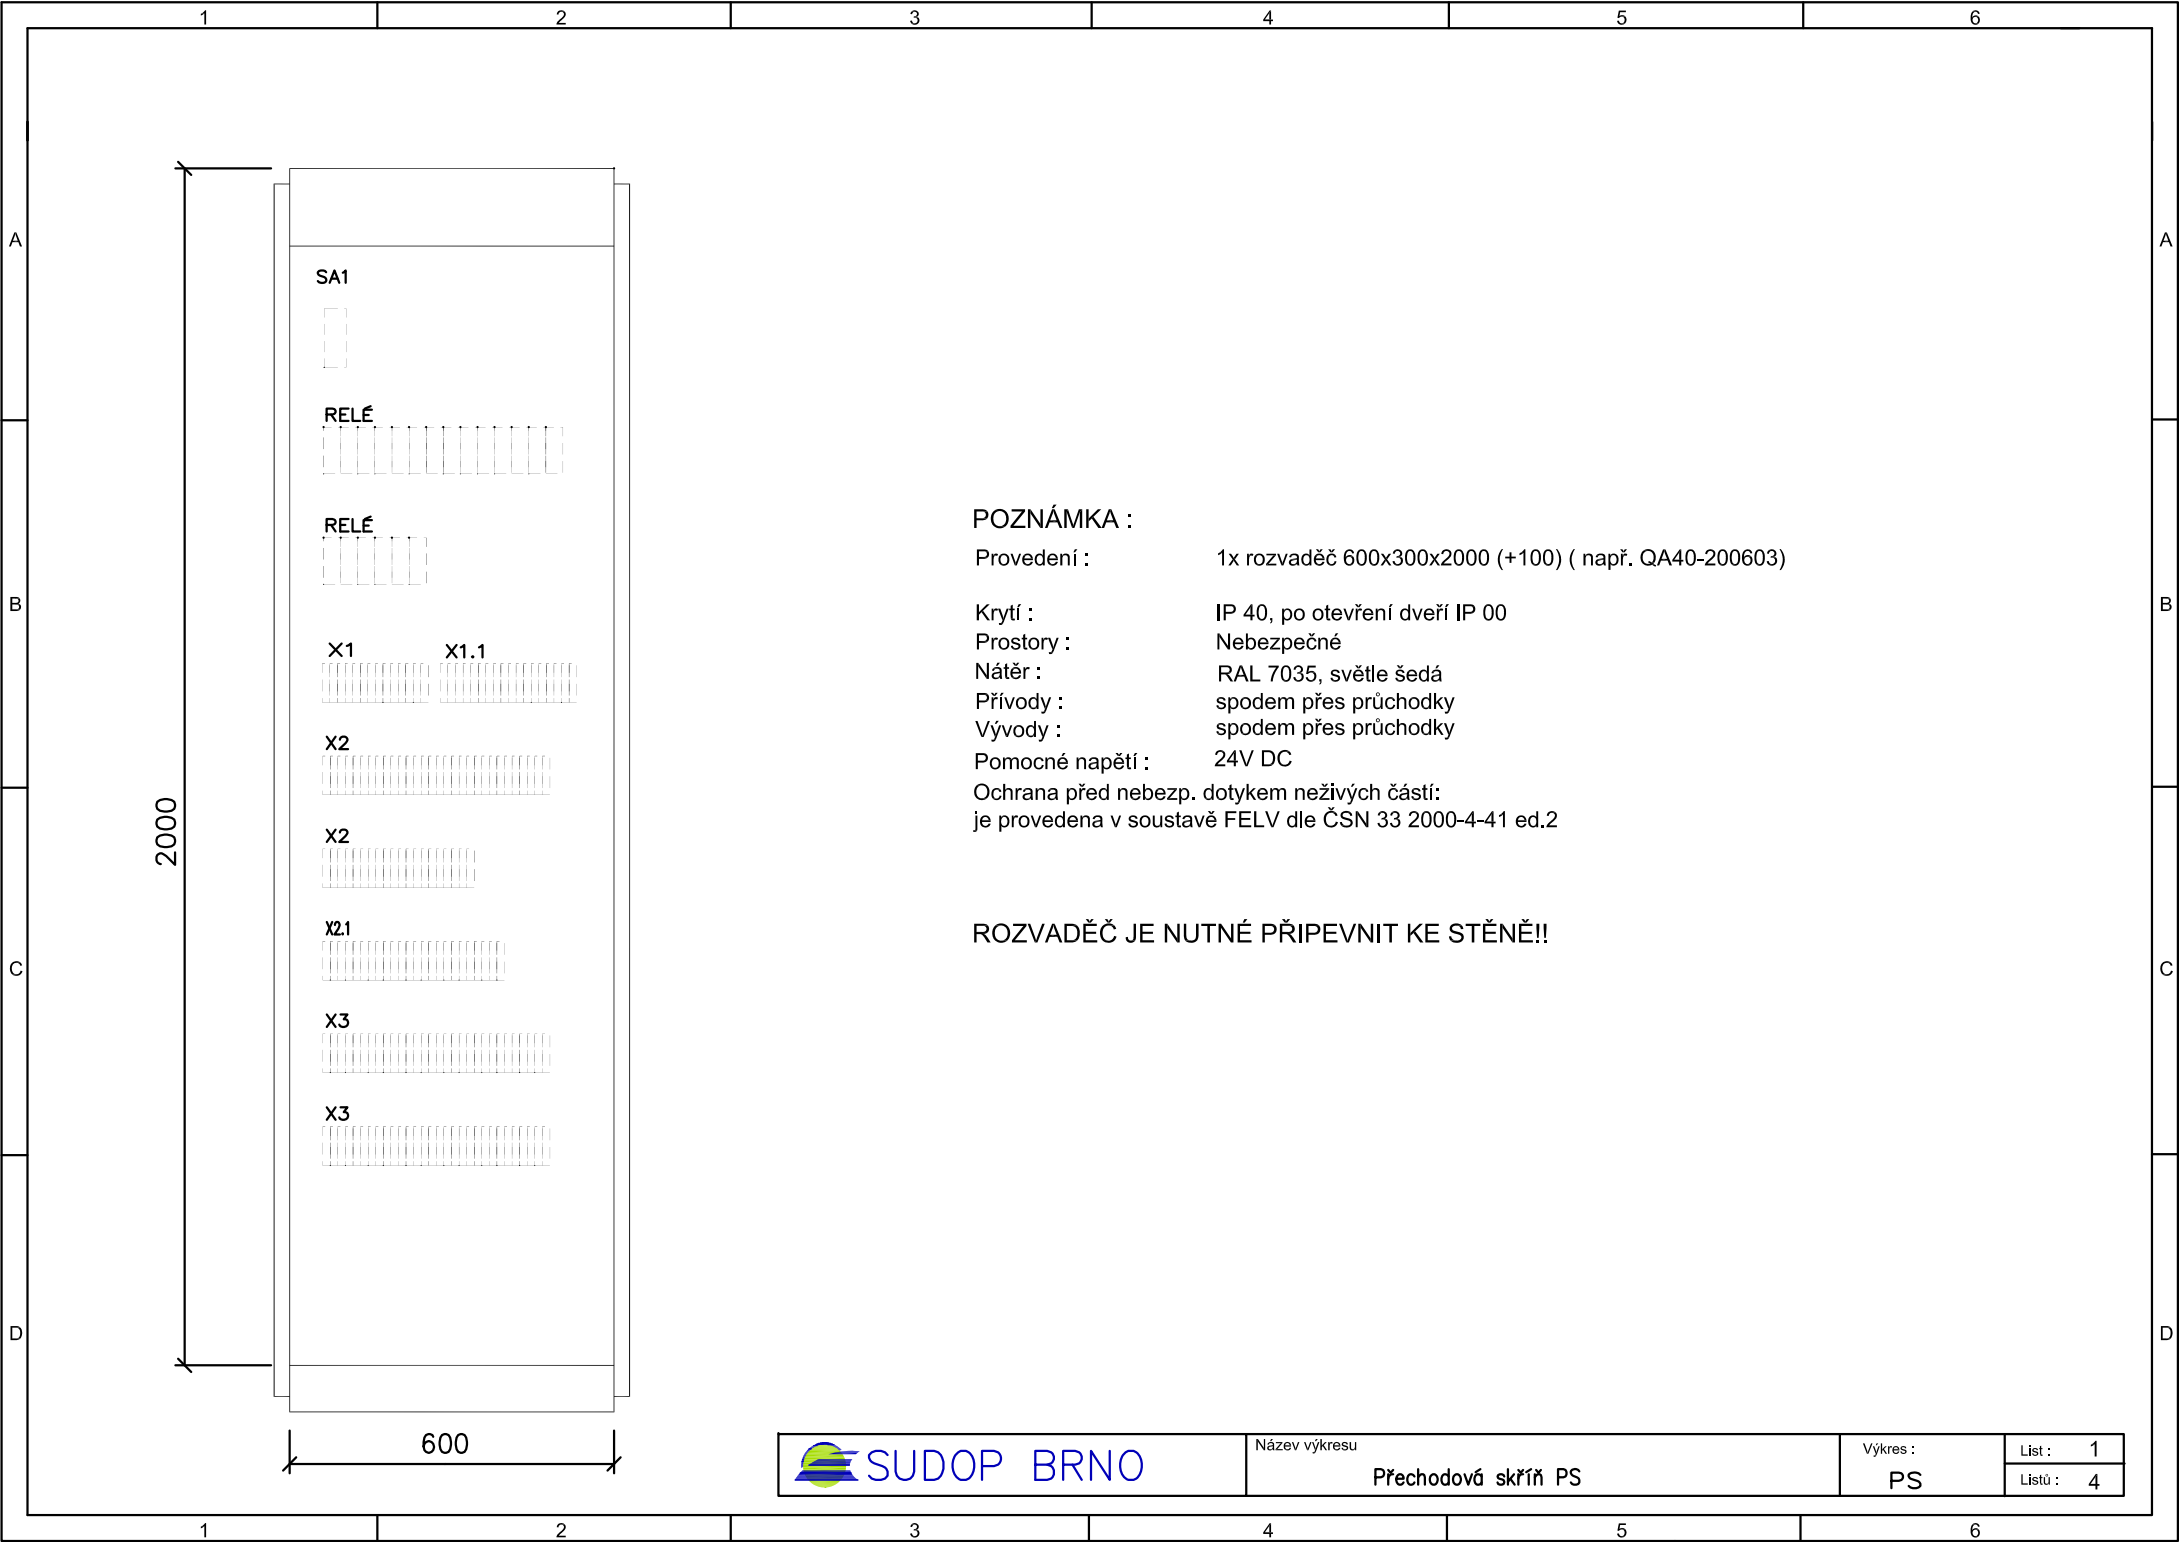 1 2 3 4 5 6
A A
SA1
RELÉ
RELÉ
B B
X1 X1.1
X2
X2
X2.1
C C
X3
X3
D D
2000
600
POZNÁMKA :
Provedení : 1x rozvaděč 600x300x2000 (+100) ( např. QA40-200603)
Krytí : IP 40, po otevření dveří IP 00
Prostory : Nebezpečné
Nátěr : RAL 7035, světle šedá
Přívody : spodem přes průchodky
Vývody : spodem přes průchodky
Pomocné napětí : 24V DC
Ochrana před nebezp. dotykem neživých částí:
je provedena v soustavě FELV dle ČSN 33 2000-4-41 ed.2
ROZVADĚČ JE NUTNÉ PŘIPEVNIT KE STĚNĚ!!
SUDOP BRNO
Název výkresu
Přechodová skříň PS
Výkres :
PS
List : 1
Listů : 4
1 2 3 4 5 6